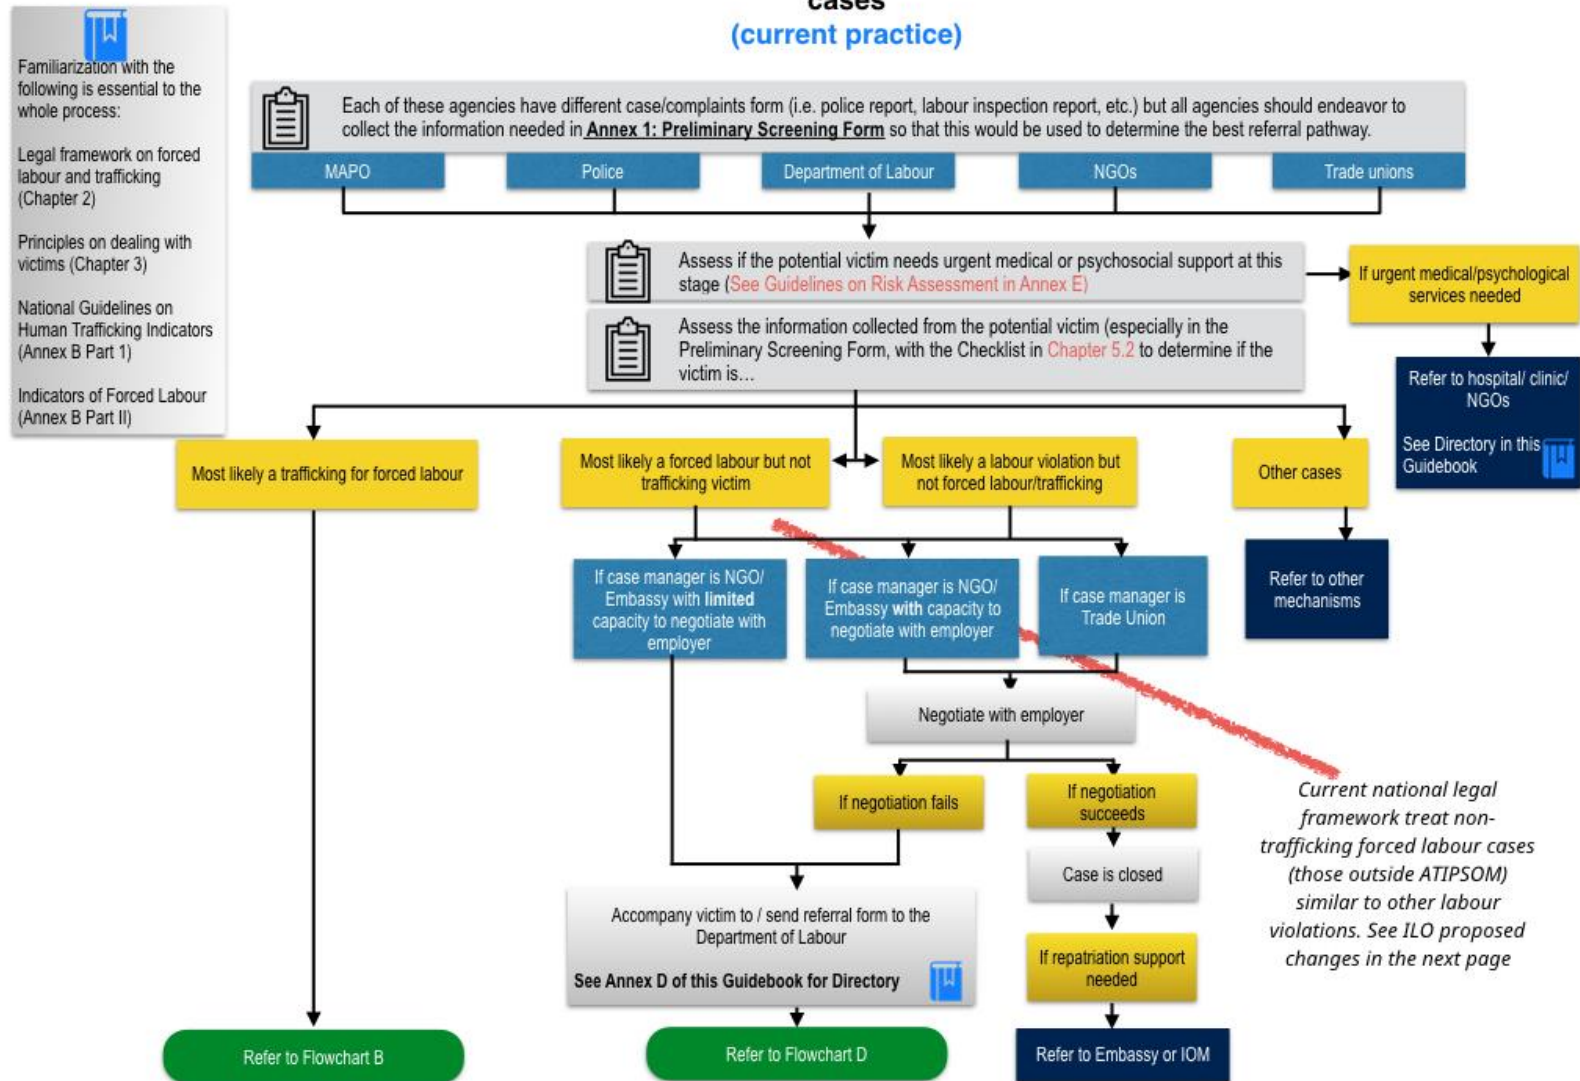 cases
(current practice)
Familiarization with the
following is essential to the
whole process:
Legal framework on forced
labour and trafficking
(Chapter 2)
Principles on dealing with
victims (Chapter 3)
National Guidelines on
Human Trafficking Indicators
(Annex B Part 1)
Indicators of Forced Labour
(Annex B Part II)
Each of these agencies have different case/complaints form (i.e. police report, labour inspection report, etc.) but all agencies should endeavor to
collect the information needed in Annex 1: Preliminary Screening Form so that this would be used to determine the best referral pathway.
MAPO
Police
Department of Labour
NGOs
Trade unions
Assess if the potential victim needs urgent medical or psychosocial support at this
stage (See Guidelines on Risk Assessment in Annex E)
If urgent medical/psychological
services needed
Assess the information collected from the potential victim (especially in the
Preliminary Screening Form, with the Checklist in Chapter 5.2 to determine if the
victim is…
Refer to hospital/ clinic/
NGOs
See Directory in this
Guidebook
Most likely a trafficking for forced labour
Most likely a forced labour but not
trafficking victim
Most likely a labour violation but
not forced labour/trafficking
Other cases
If case manager is NGO/
Embassy with limited
capacity to negotiate with
employer
If case manager is NGO/
Embassy with capacity to
negotiate with employer
If case manager is
Trade Union
Refer to other
mechanisms
Negotiate with employer
If negotiation fails
If negotiation
succeeds
Case is closed
Current national legal
framework treat non-
trafficking forced labour cases
(those outside ATIPSOM)
similar to other labour
violations. See ILO proposed
changes in the next page
Accompany victim to / send referral form to the
Department of Labour
See Annex D of this Guidebook for Directory
If repatriation support
needed
Refer to Flowchart B
Refer to Flowchart D
Refer to Embassy or IOM